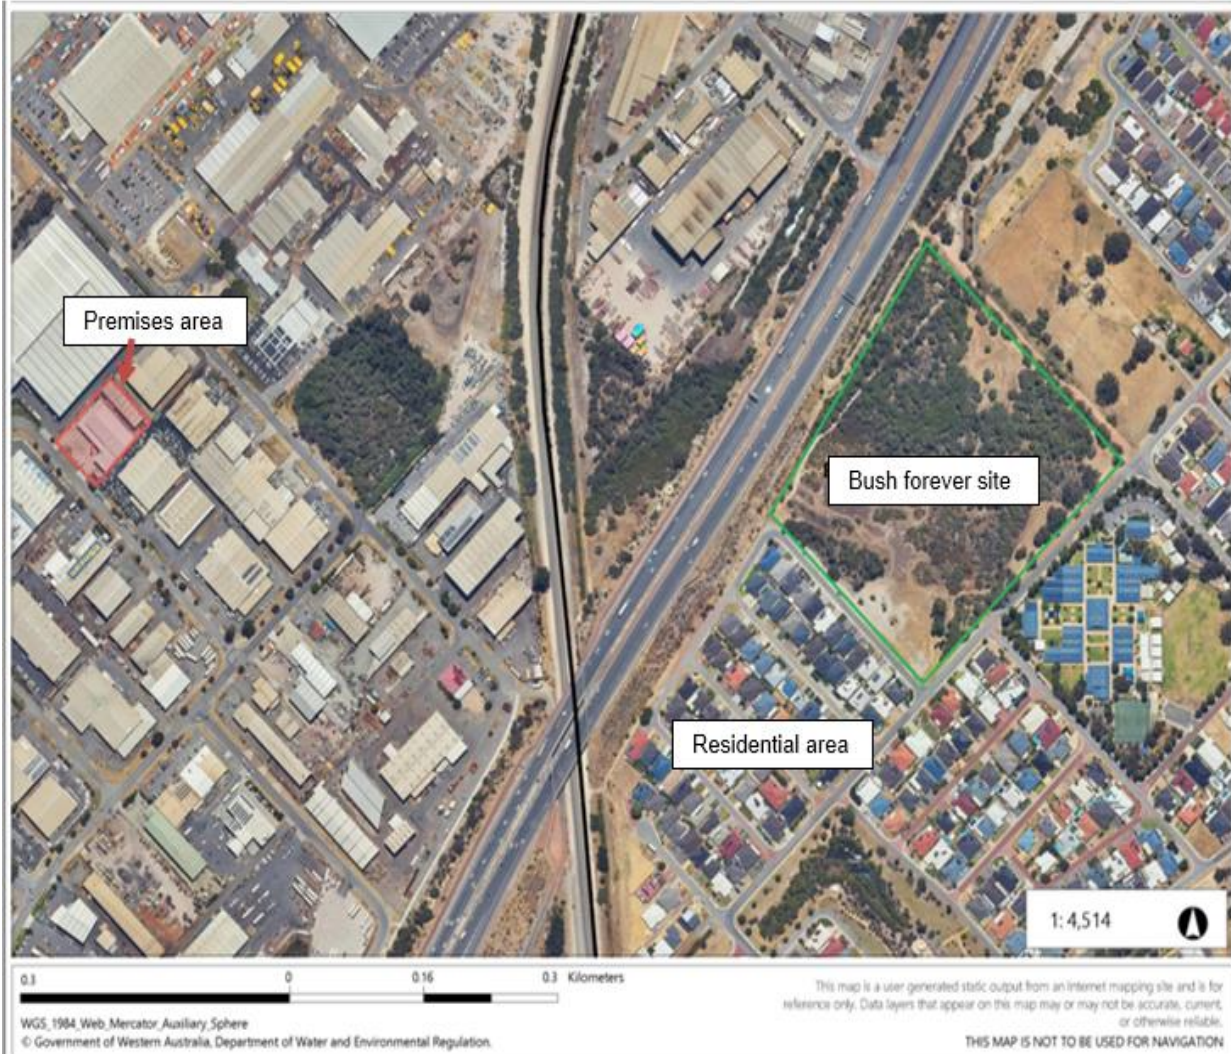 Premises area
Bush forever site
Residential area
1: 4,514
0.3 0 0.16 0.3 Kilometers
WGS_1984_Web_Mercator_Auxiliary_Sphere
© Government of Western Australia, Department of Water and Environmental Regulation.
This map is a user generated static output from an Internet mapping site and is for
reference only. Data layers that appear on this map may or may not be accurate, current,
or otherwise reliable.
THIS MAP IS NOT TO BE USED FOR NAVIGATION